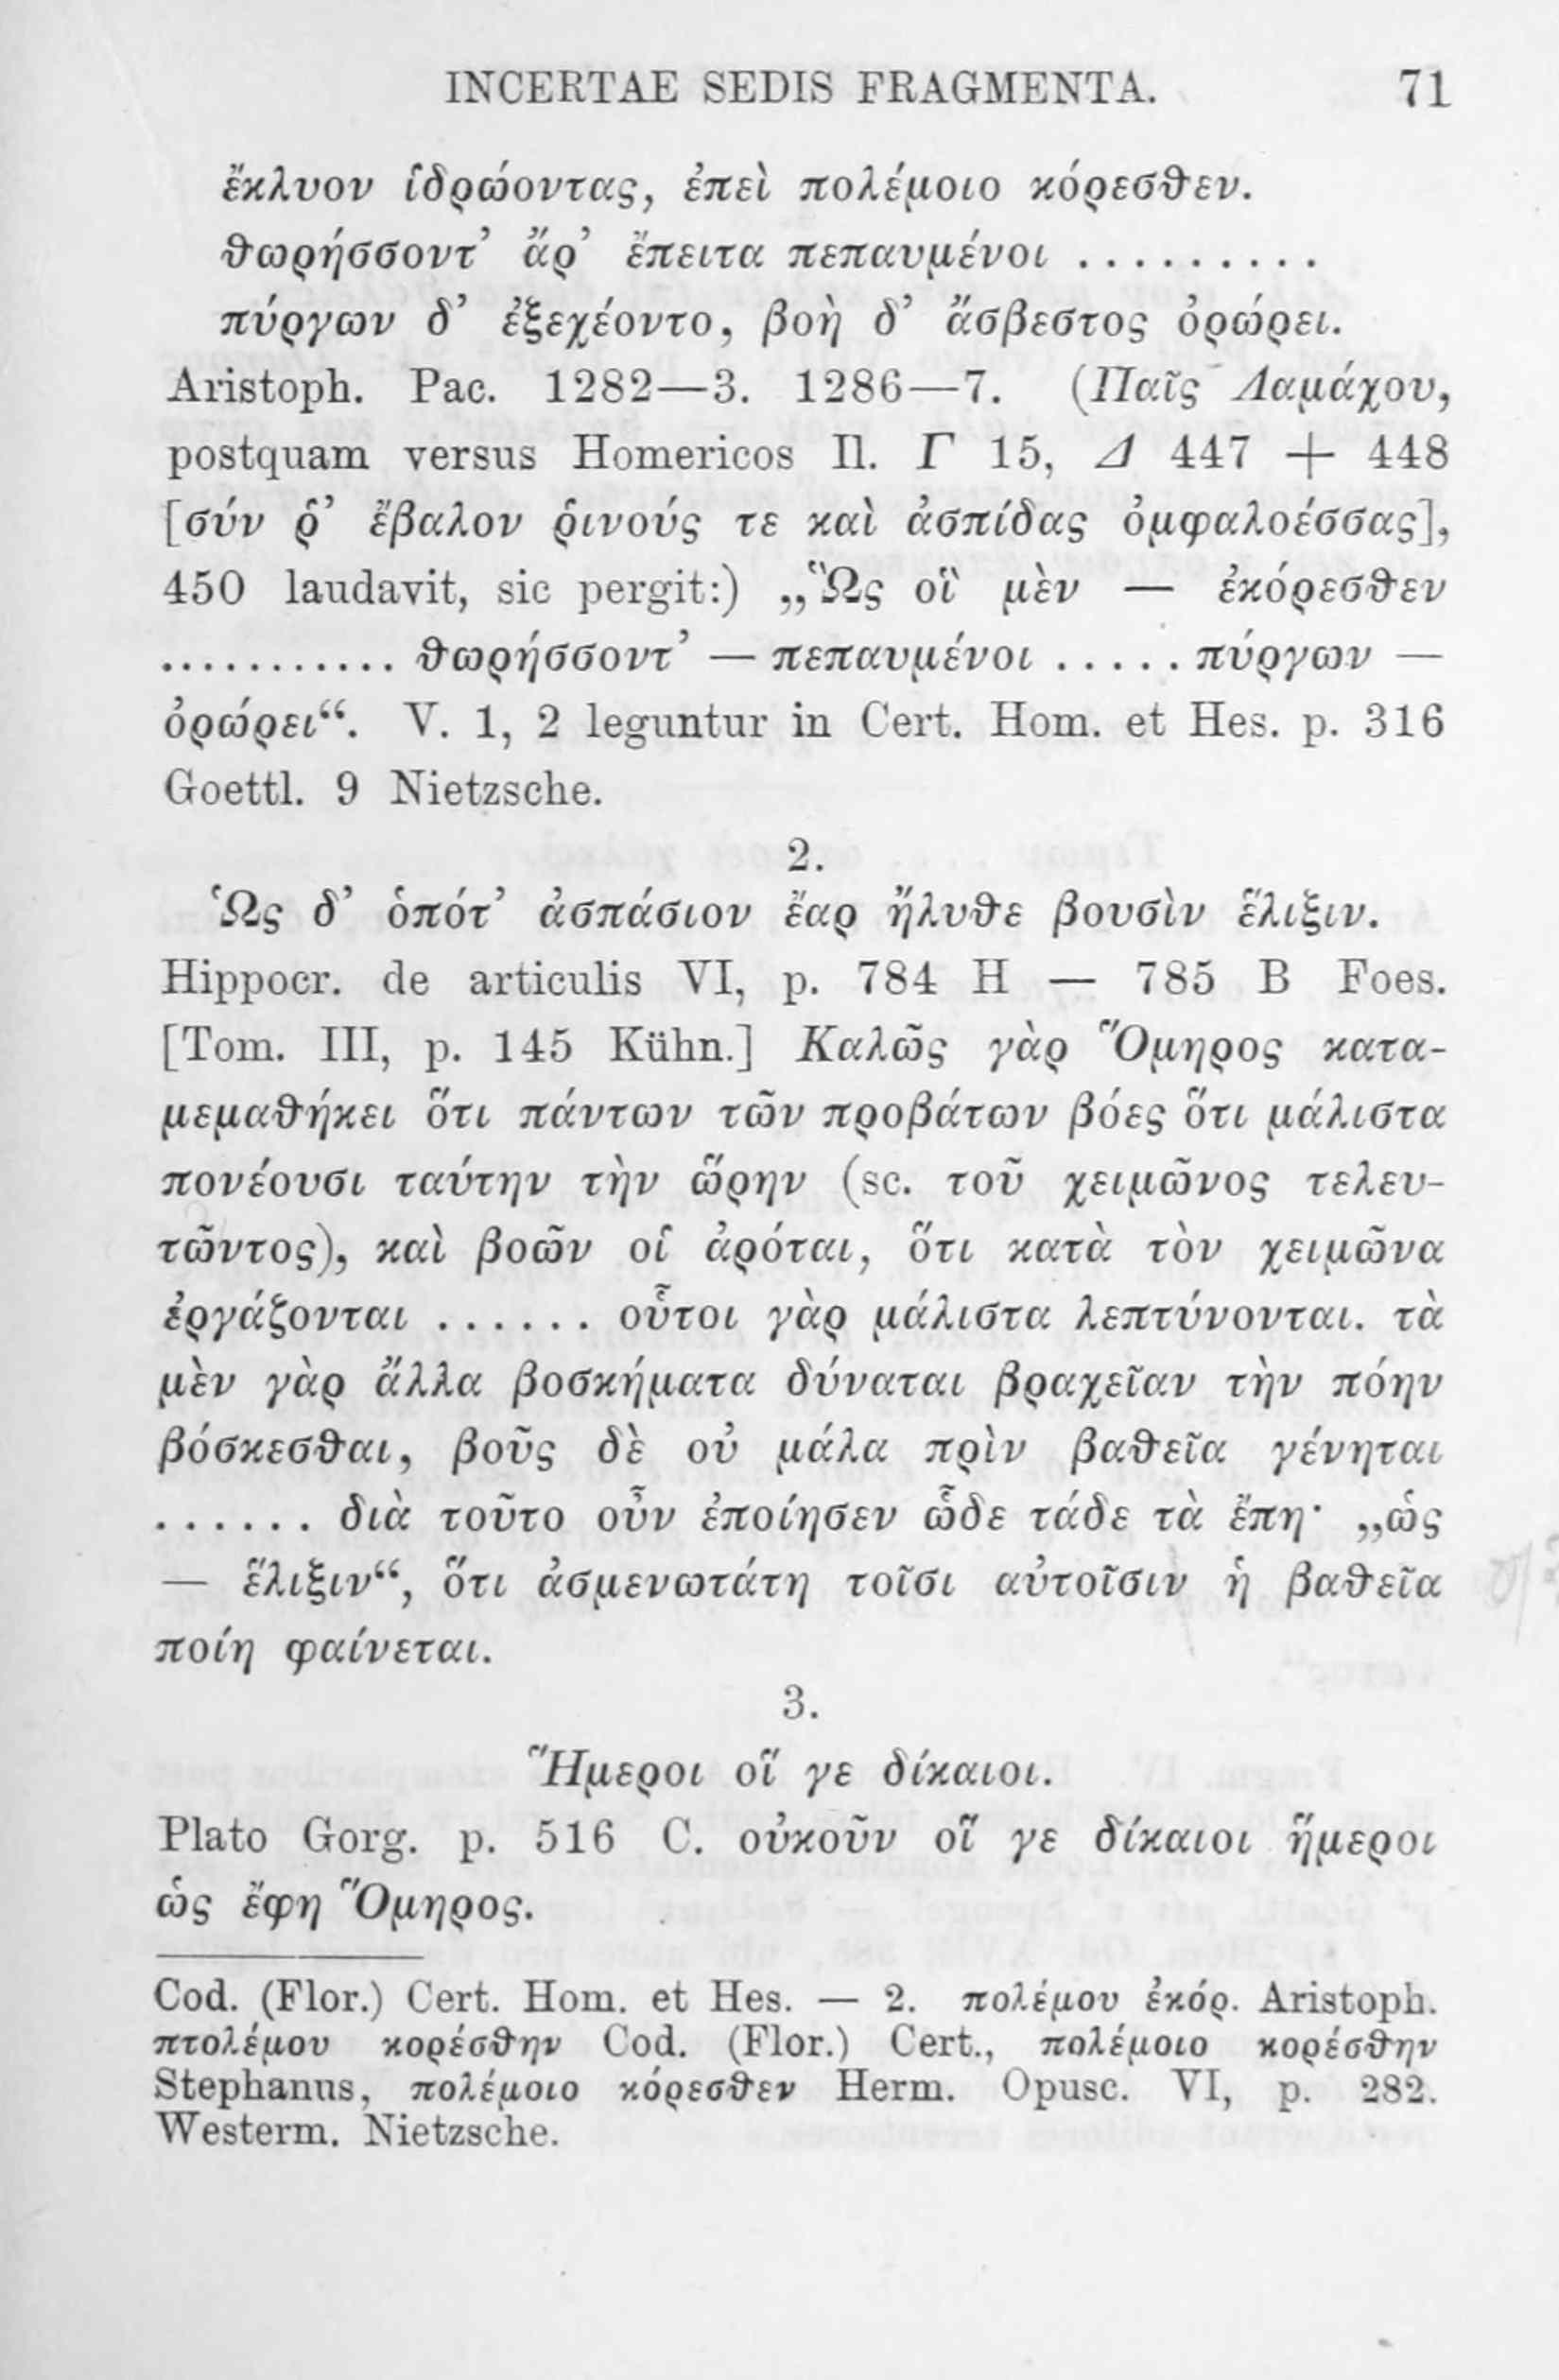 INCERTAE SEDIS FRAGMENTA. 71
ἔκλυον ἱδρώοντας, ἐπεὶ πολέμοιο κόρεσθεν.
θωρήσσοντ’ ἄρ’ ἔπειτα πεπαυμένοι . . . . . . . . .
πύργων δ’ ἐξεχέοντο, βοὴ δ’ ἄσβεστος ὀρώρει.
Aristoph. Pac. 1282—3. 1286—7. (Παῖς Λαμάχου,
postquam versus Homericos Il. Γ 15, Δ 447 + 448
[σύν ῥ’ ἔβαλον ῥινούς τε καὶ ἀσπίδας ὀμφαλοέσσας],
450 laudavit, sic pergit:) „Ὣς οἳ μὲν — ἐκόρεσθεν
. . . . . . . . . . . θωρήσσοντ’ — πεπαυμένοι . . . . . πύργων —
ὀρώρει“. V. 1, 2 leguntur in Cert. Hom. et Hes. p. 316
Goettl. 9 Nietzsche.
2.
Ὡς δ’ ὁπότ’ ἀσπάσιον ἔαρ ἤλυθε βουσὶν ἕλιξιν.
Hippocr. de articulis VI, p. 784 H — 785 B Foes.
[Tom. III, p. 145 Kühn.] Καλῶς γὰρ Ὅμηρος κατα-
μεμαθήκει ὅτι πάντων τῶν προβάτων βόες ὅτι μάλιστα
πονέουσι ταύτην τὴν ὥρην (sc. τοῦ χειμῶνος τελευ-
τῶντος), καὶ βοῶν οἱ ἀρόται, ὅτι κατὰ τὸν χειμῶνα
ἐργάζονται . . . . . . οὗτοι γὰρ μάλιστα λεπτύνονται. τὰ
μὲν γὰρ ἄλλα βοσκήματα δύναται βραχεῖαν τὴν πόην
βόσκεσθαι, βοῦς δὲ οὐ μάλα πρὶν βαθεῖα γένηται
. . . . . . διὰ τοῦτο οὖν ἐποίησεν ὧδε τάδε τὰ ἔπη· „ὡς
— ἕλιξιν“, ὅτι ἀσμενωτάτη τοῖσι αὐτοῖσιν ἡ βαθεῖα
ποίη φαίνεται.
3.
Ἥμεροι οἵ γε δίκαιοι.
Plato Gorg. p. 516 C. οὐκοῦν οἵ γε δίκαιοι ἥμεροι
ὡς ἔφη Ὅμηρος.
Cod. (Flor.) Cert. Hom. et Hes. — 2. πολέμου ἐκόρ. Aristoph.
πτολέμου κορέσθην Cod. (Flor.) Cert., πολέμοιο κορέσθην
Stephanus, πολέμοιο κόρεσθεν Herm. Opusc. VI, p. 282.
Westerm. Nietzsche.